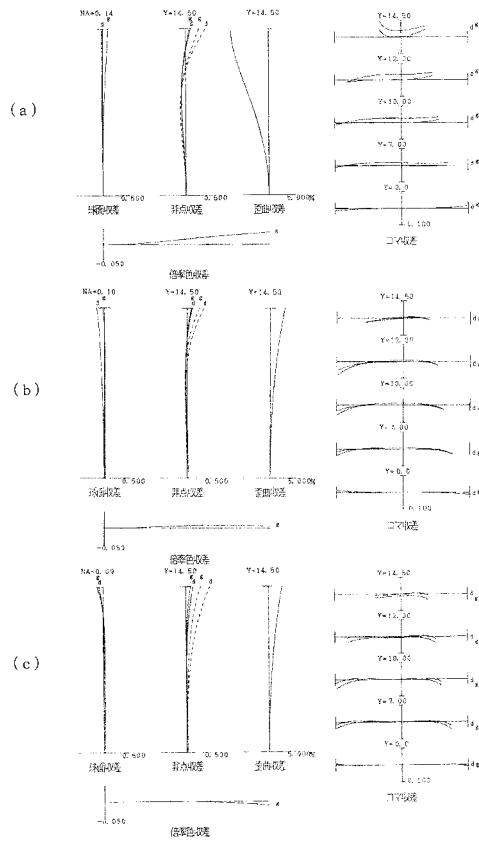 (a)
NA=0.14
Y=14.50
Y=14.50
g
0.500
0.500
5.000%
球面収差
非点収差
歪曲収差
g
-0.050
倍率色収差
Y=14.50
Y=12.00
Y=10.00
Y=7.00
Y=0.0
0.100
コマ収差
(b)
NA=0.10
Y=14.50
Y=14.50
0.500
0.500
5.000%
球面収差
非点収差
歪曲収差
g
-0.050
倍率色収差
Y=14.50
Y=12.00
Y=10.00
Y=7.00
Y=0.0
0.100
コマ収差
(c)
NA=0.09
Y=14.50
Y=14.50
0.500
0.500
5.000%
球面収差
非点収差
歪曲収差
g
-0.050
倍率色収差
Y=14.50
Y=12.00
Y=10.00
Y=7.00
Y=0.0
0.100
コマ収差